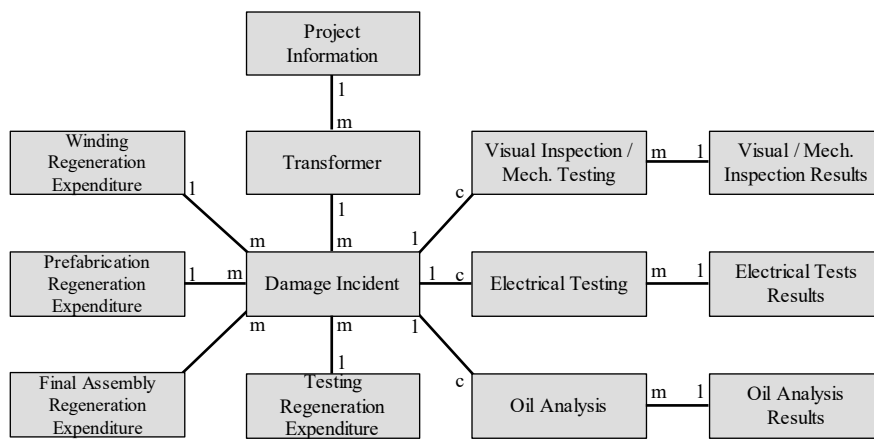 Project
Information
1
m
Winding
Regeneration
Expenditure
Transformer
Visual Inspection /
Mech. Testing
m
1
Visual / Mech.
Inspection Results
1
1
c
m
m
1
Prefabrication
Regeneration
Expenditure
1
m
Damage Incident
1
c
Electrical Testing
m
1
Electrical Tests
Results
m
m
1
1
c
Final Assembly
Regeneration
Expenditure
Testing
Regeneration
Expenditure
Oil Analysis
m
1
Oil Analysis
Results